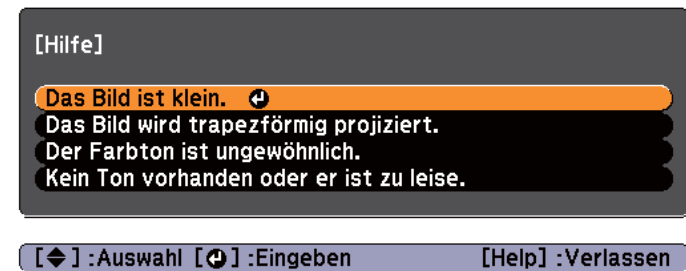 [Hilfe]
Das Bild ist klein.
Das Bild wird trapezförmig projiziert.
Der Farbton ist ungewöhnlich.
Kein Ton vorhanden oder er ist zu leise.
[◆] :Auswahl [⏎] :Eingeben [Help] :Verlassen